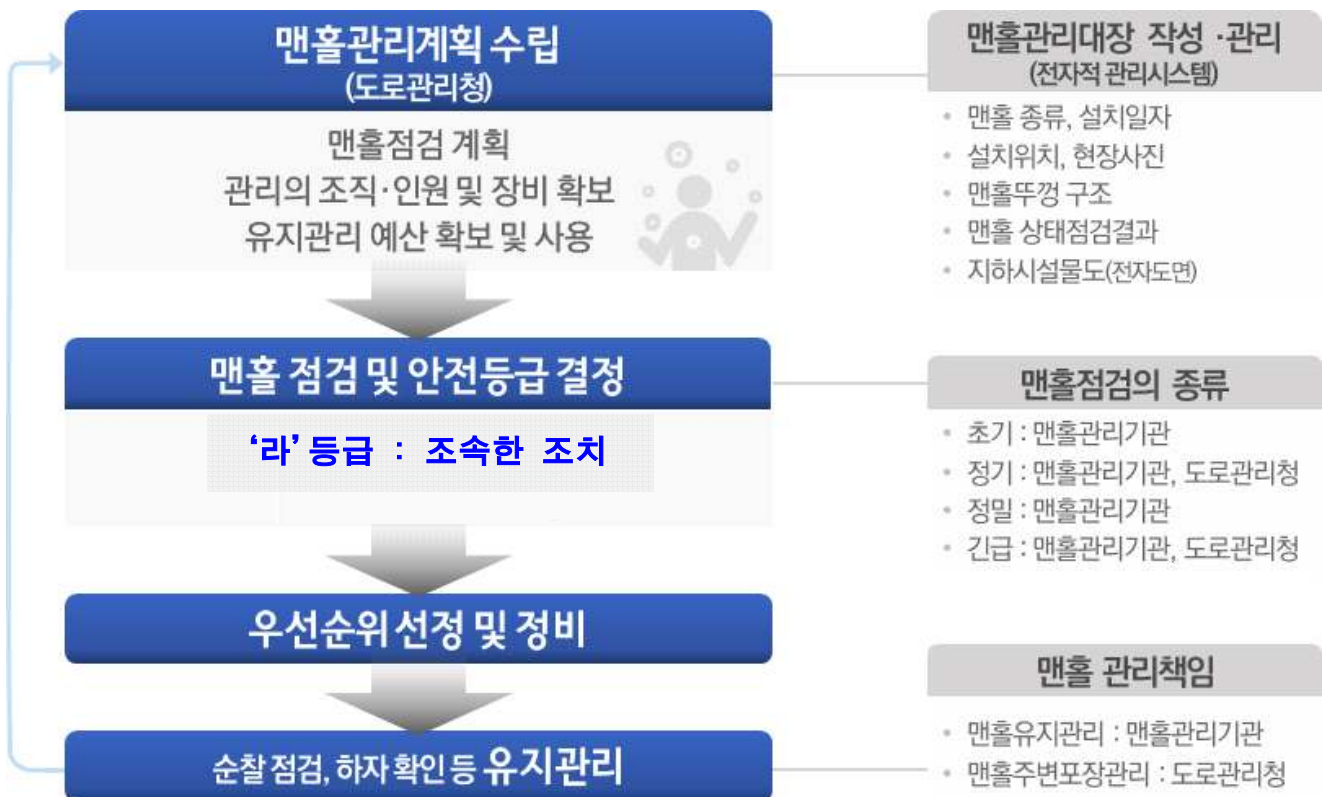 맨홀관리계획 수립
(도로관리청)
맨홀점검 계획
관리의 조직·인원 및 장비 확보
유지관리 예산 확보 및 사용
맨홀관리대장 작성·관리
(전자적 관리시스템)
• 맨홀 종류, 설치일자
• 설치위치, 현장사진
• 맨홀뚜껑 구조
• 맨홀 상태점검결과
• 지하시설물도(전자도면)
맨홀 점검 및 안전등급 결정
‘라’등급 : 조속한 조치
맨홀점검의 종류
• 초기 : 맨홀관리기관
• 정기 : 맨홀관리기관, 도로관리청
• 정밀 : 맨홀관리기관
• 긴급 : 맨홀관리기관, 도로관리청
우선순위 선정 및 정비
순찰 점검, 하자 확인 등 유지관리
맨홀 관리책임
• 맨홀유지관리 : 맨홀관리기관
• 맨홀주변포장관리 : 도로관리청